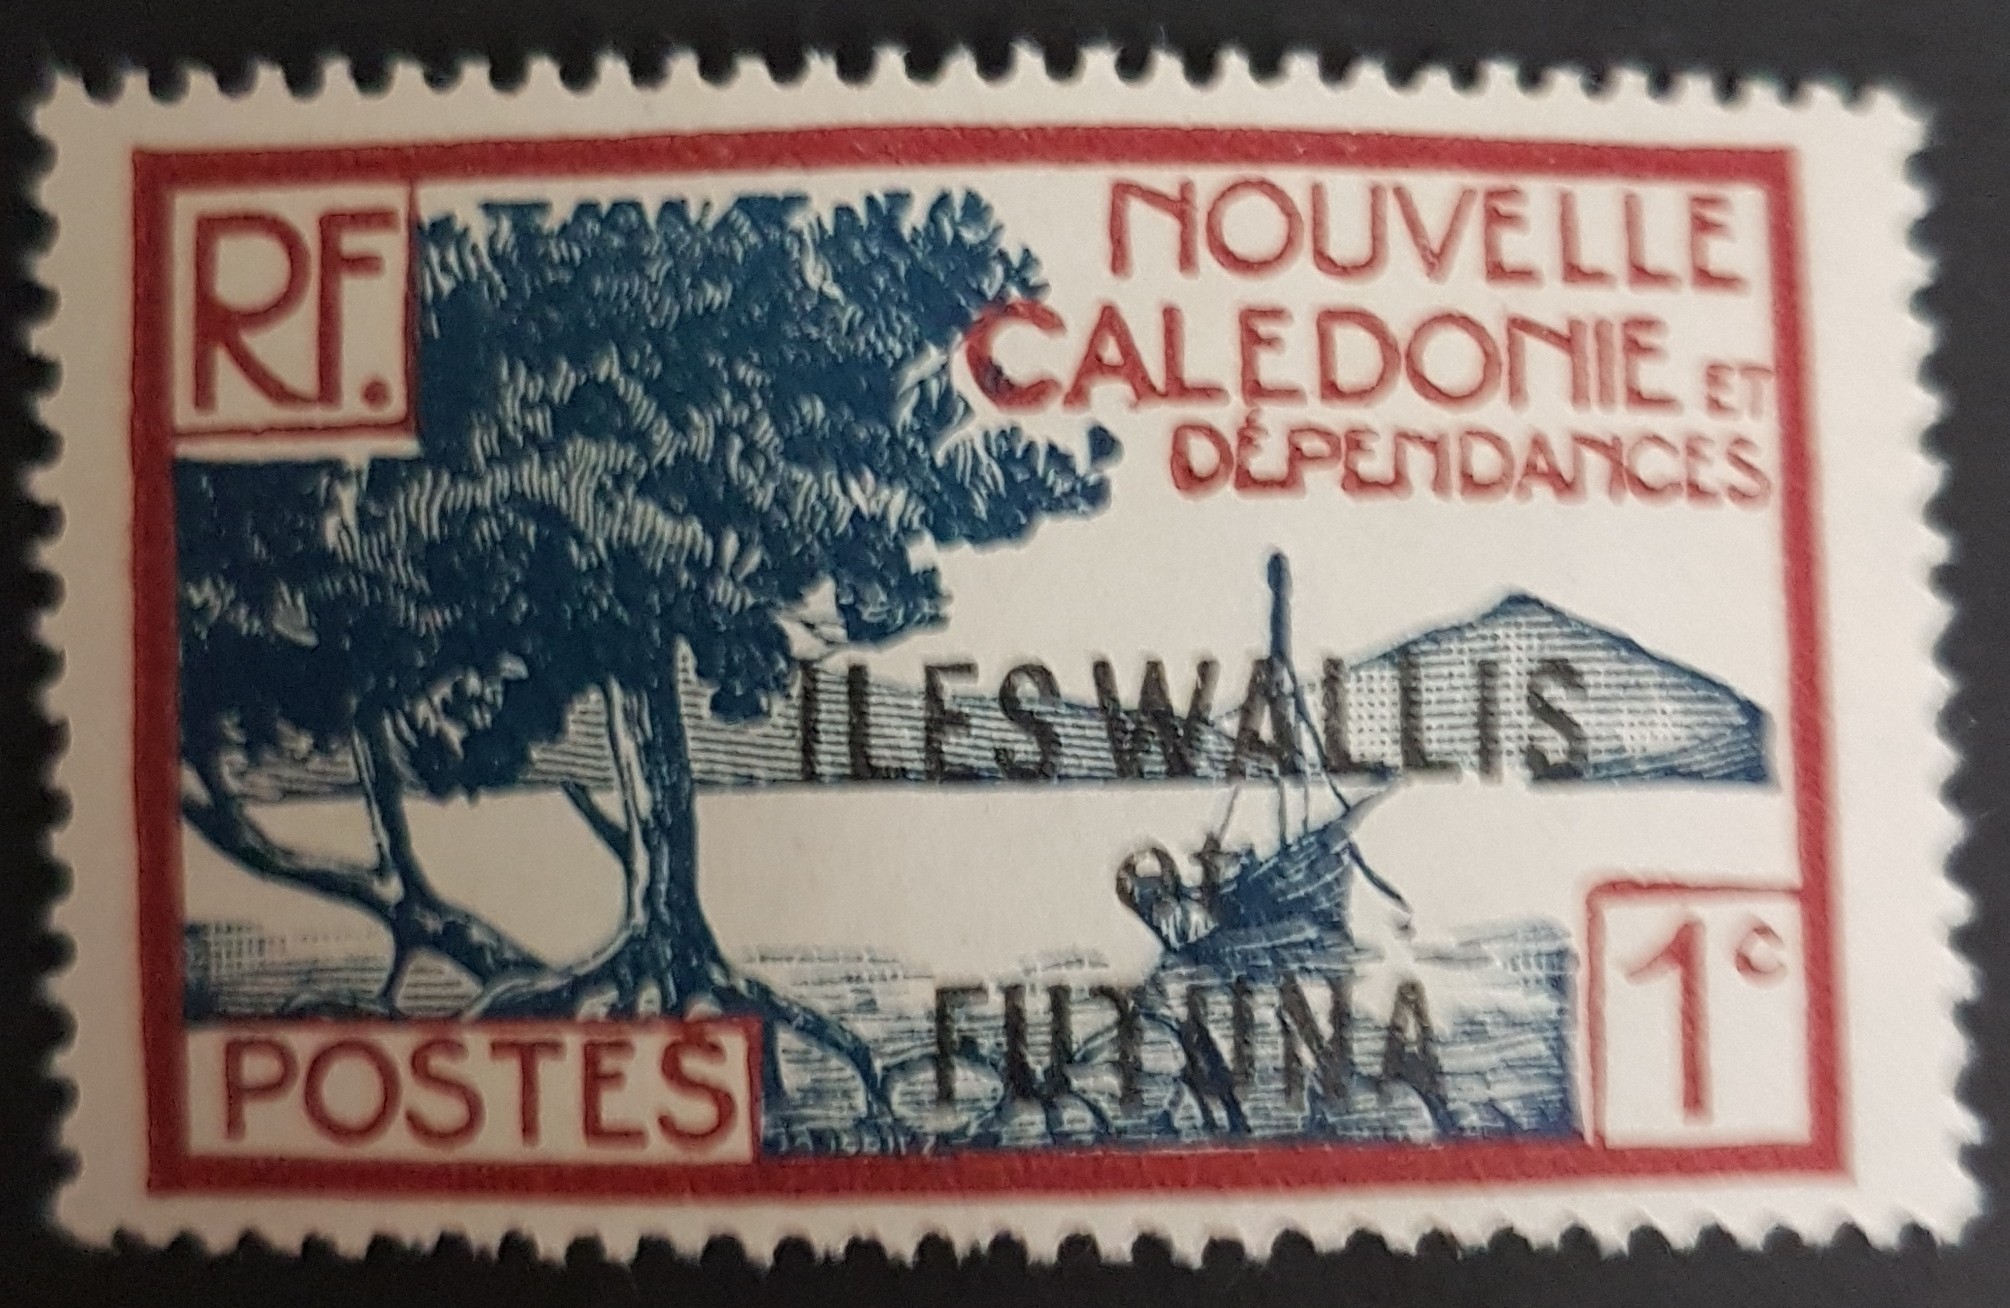 RF.
NOUVELLE
CALEDONIE ET
DÉPENDANCES
ILES WALLIS
et
FUTUNA
1c
POSTES